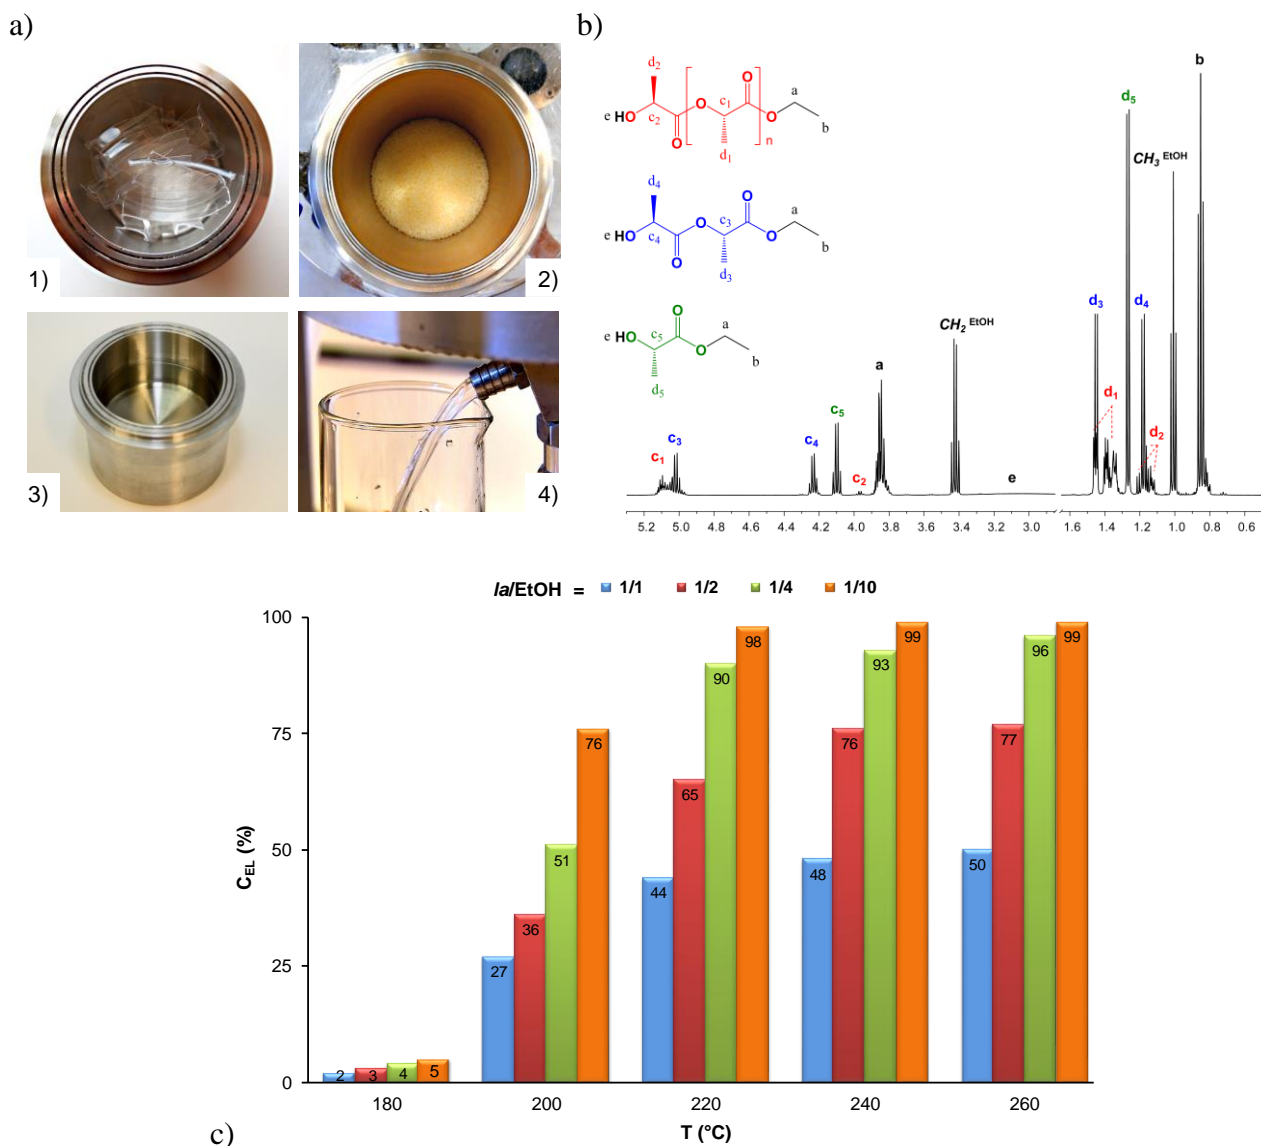 a)
b)
1)
2)
3)
4)
d₂
c₁
O
a
e HO
c₂
O
O
b
O
d₁
n
d₄
c₃
O
a
e HO
c₄
O
O
b
O
d₃
O
a
e HO
c₅
O
b
d₅
b
d₅
CH₃ EtOH
d₃
d₄
CH₂ EtOH
a
d₁
c₅
c₃
c₄
d₂
c₁
c₂
e
5.2 5.0 4.8 4.6 4.4 4.2 4.0 3.8 3.6 3.4 3.2 3.0 1.6 1.4 1.2 1.0 0.8 0.6
la/EtOH = 1/1 1/2 1/4 1/10
100
75
50
25
0
C_EL (%)
2 3 4 5
27 36 51 76
44 65 90 98
48 76 93 99
50 77 96 99
180 200 220 240 260
T (°C)
c)